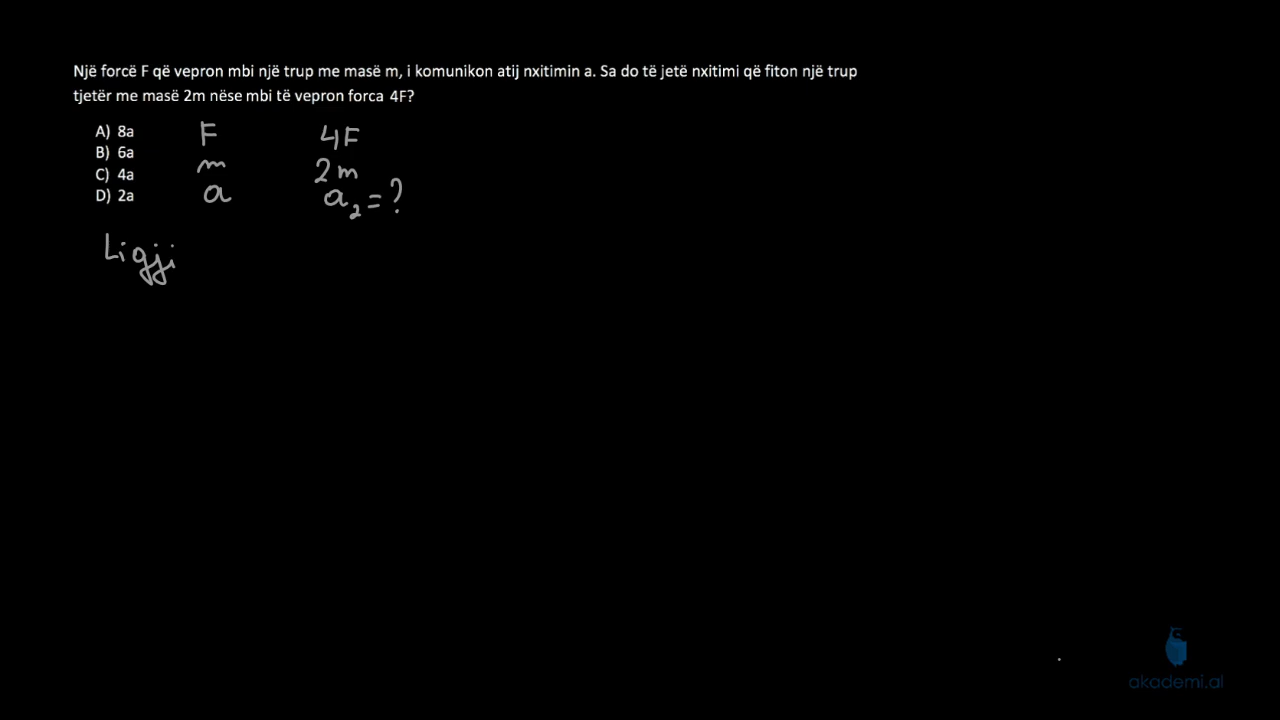 Një forcë F që vepron mbi një trup me masë m, i komunikon atij nxitimin a. Sa do të jetë nxitimi që fiton një trup
tjetër me masë 2m nëse mbi të vepron forca 4F?
A) 8a
B) 6a
C) 4a
D) 2a
F
m
a
4F
2m
a₂ = ?
Ligji
akademi.al